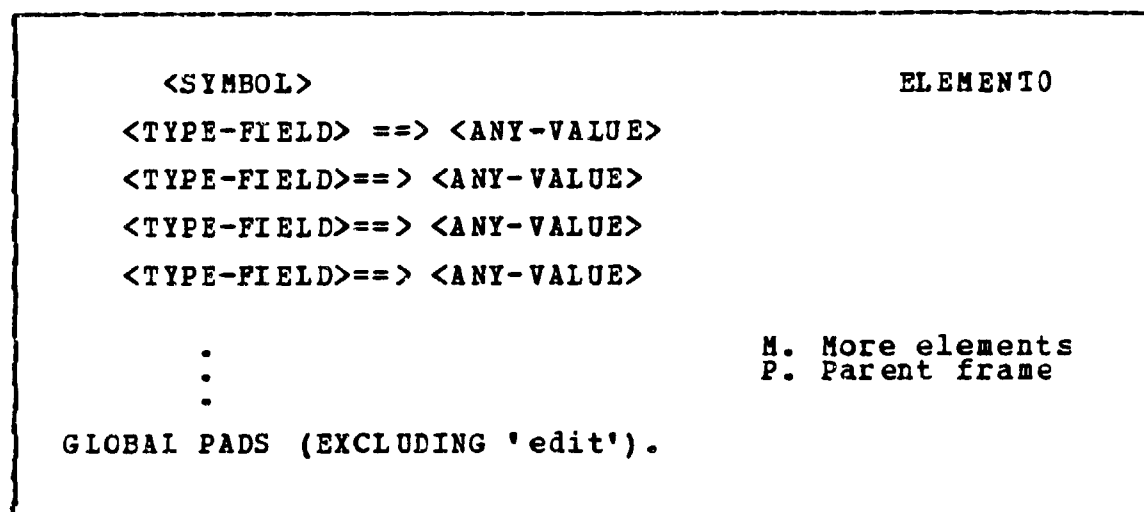 <SYMBOL> ELEMENT0
<TYPE-FIELD> ==> <ANY-VALUE>
<TYPE-FIELD>==> <ANY-VALUE>
<TYPE-FIELD>==> <ANY-VALUE>
<TYPE-FIELD>==> <ANY-VALUE>
. M. More elements
. P. Parent frame
.
GLOBAL PADS (EXCLUDING 'edit').